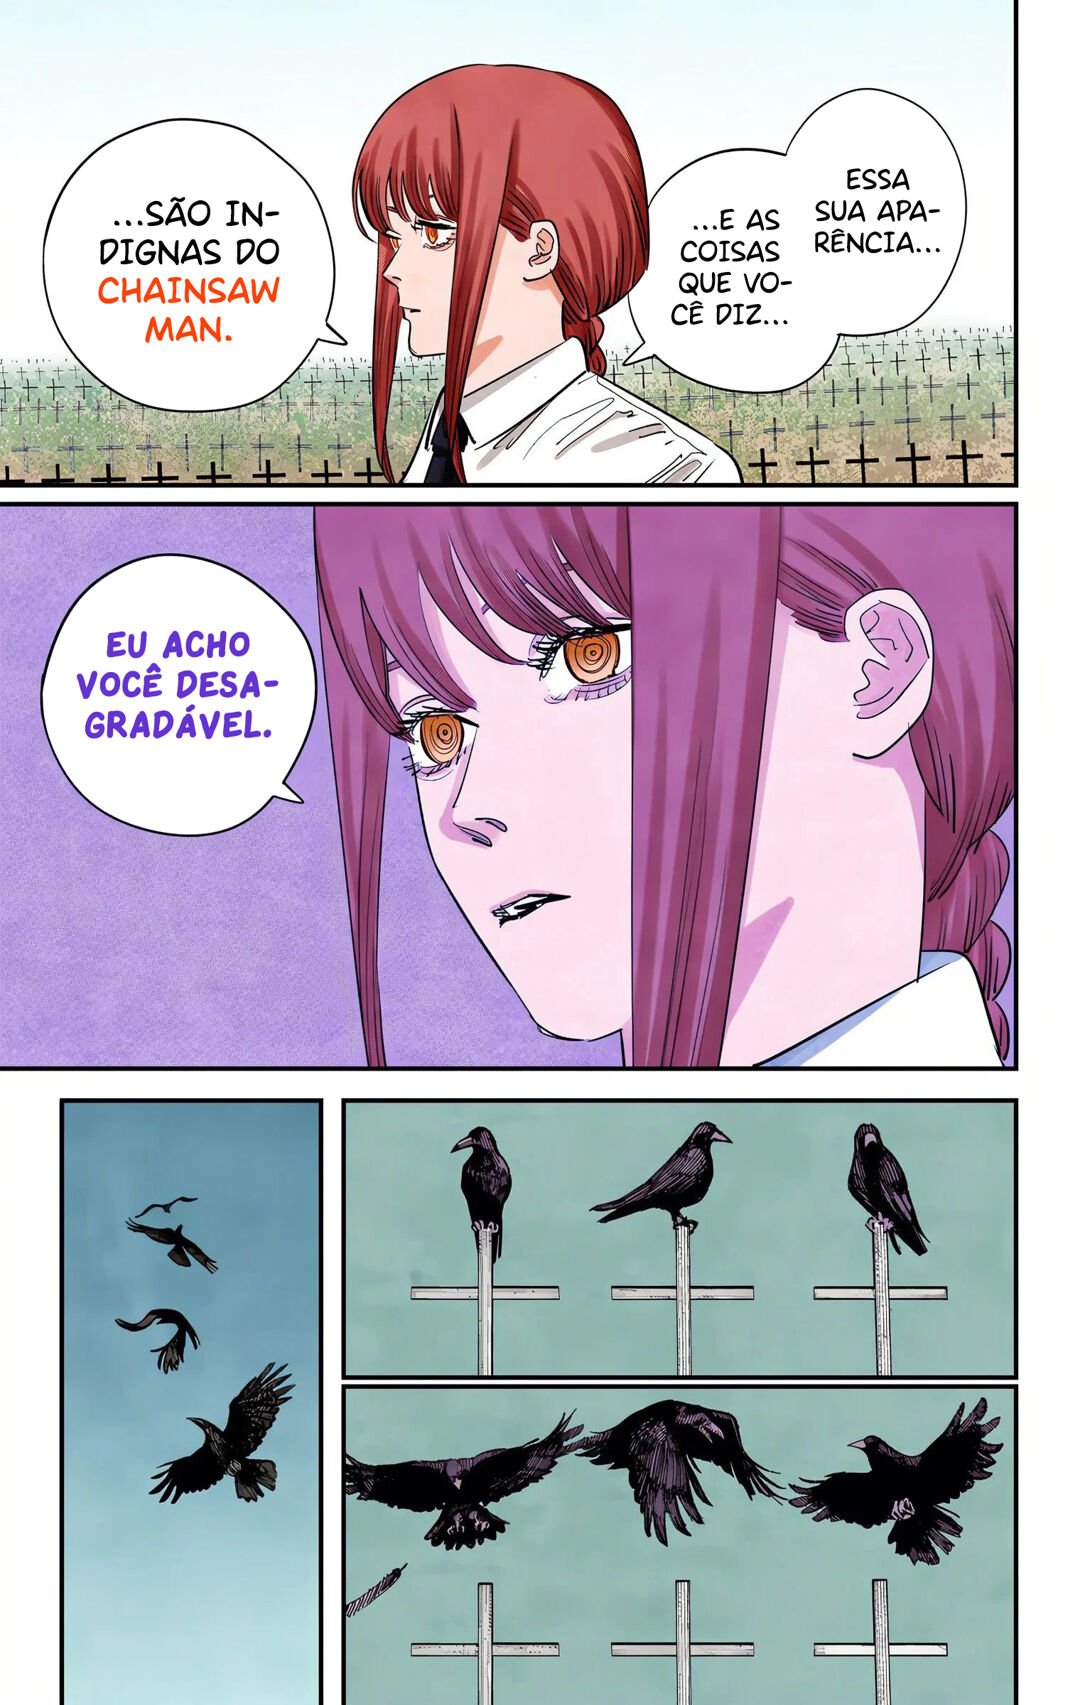 ESSA
SUA APA-
RÊNCIA...
...E AS
COISAS
QUE VO-
CÊ DIZ...
...SÃO IN-
DIGNAS DO
CHAINSAW
MAN.
EU ACHO
VOCÊ DESA-
GRADÁVEL.